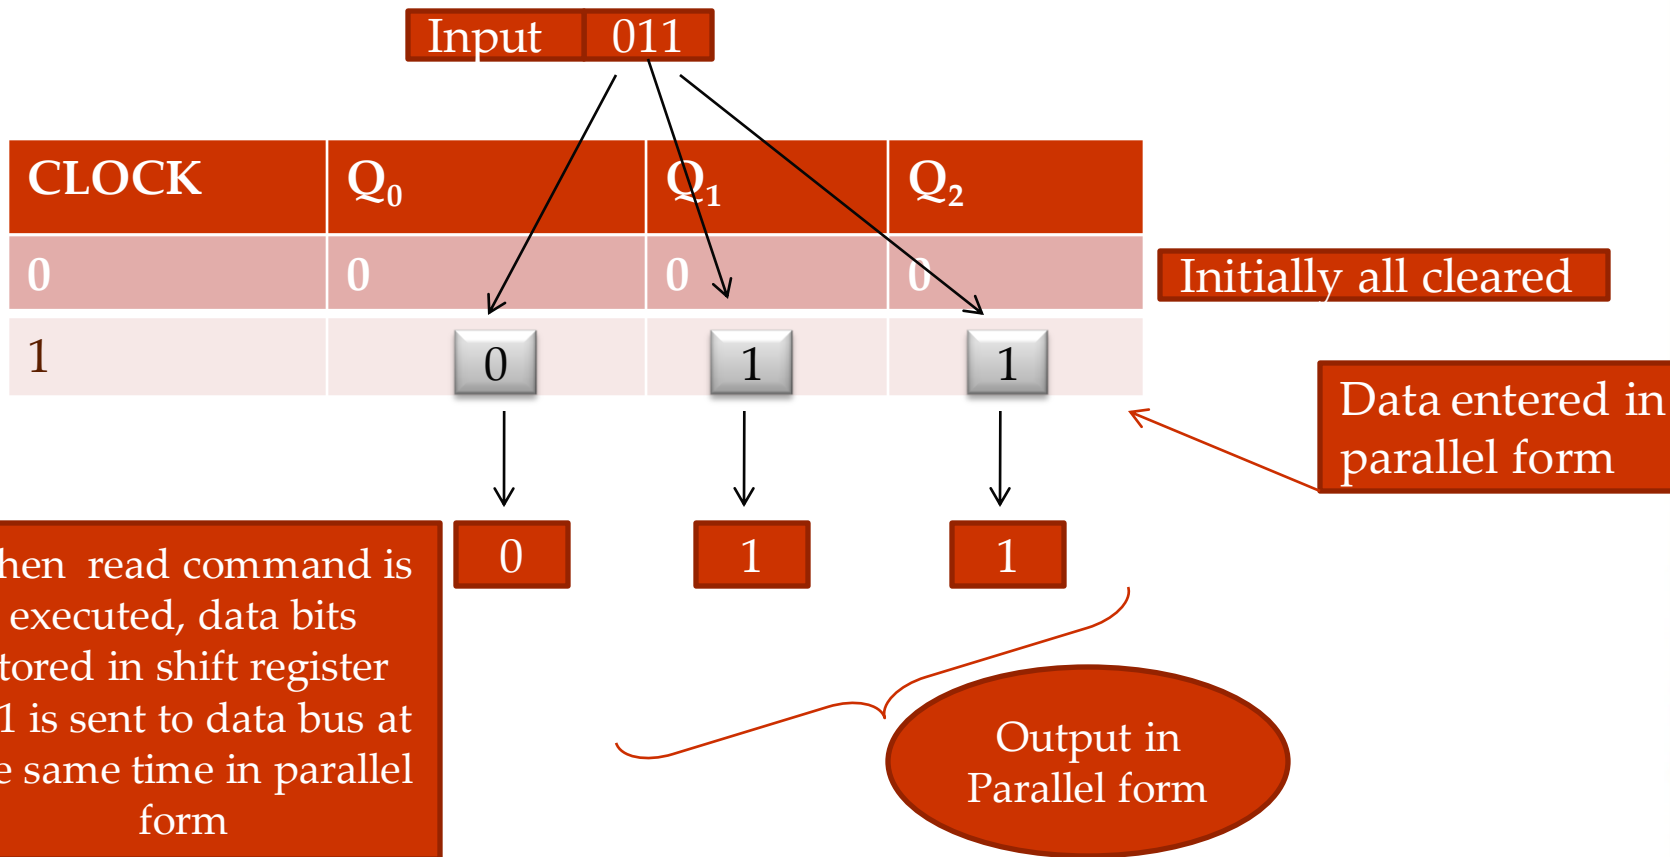 Input 011
CLOCK Q₀ Q₁ Q₂
0 0 0 0
Initially all cleared
1 0 1 1
Data entered in
parallel form
0 1 1
hen read command is
executed, data bits
tored in shift register
1 is sent to data bus at
e same time in parallel
form
Output in
Parallel form